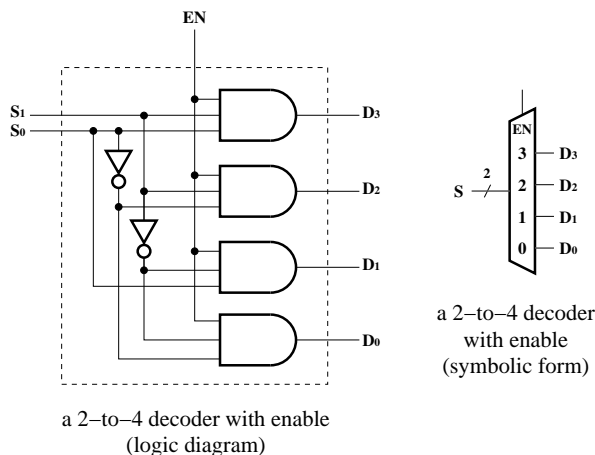 EN
S1
S0
D3
D2
D1
D0
a 2−to−4 decoder with enable
(logic diagram)
EN
3 D3
2
S 2 D2
1 D1
0 D0
a 2−to−4 decoder
with enable
(symbolic form)